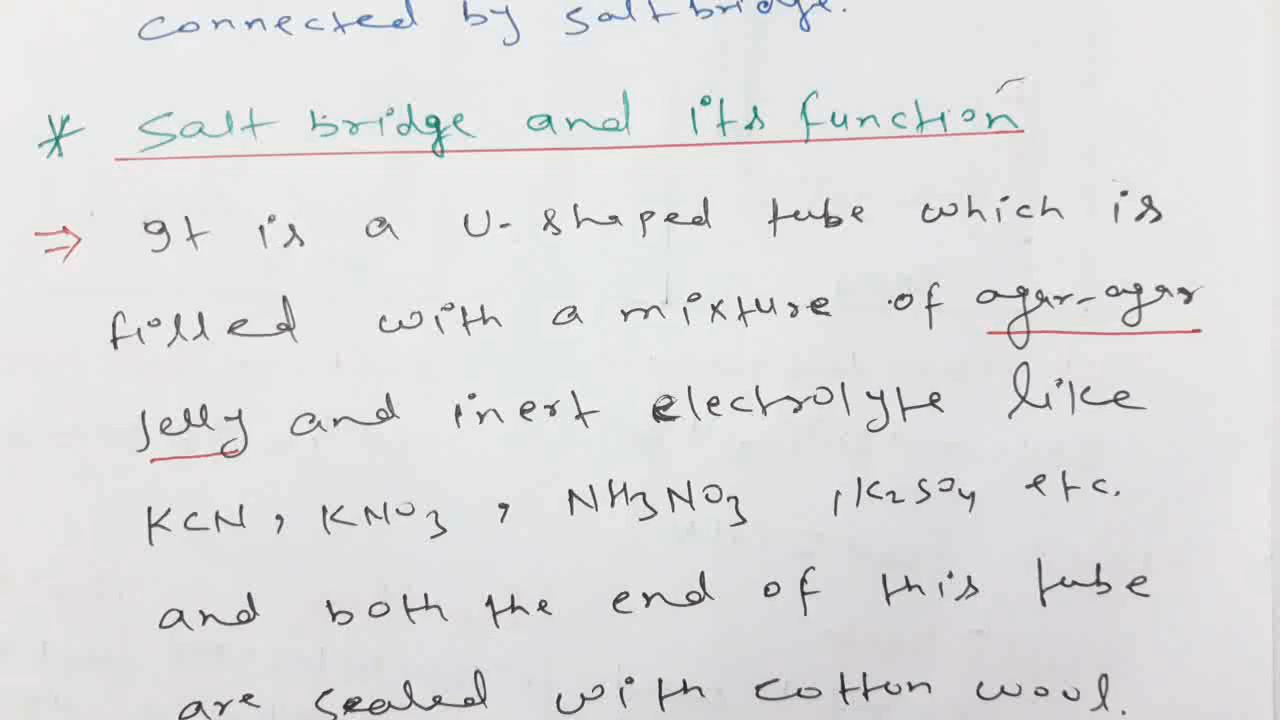 connected by salt bridge.
* Salt bridge and its function
⇒ It is a U-shaped tube which is
filled with a mixture of agar-agar
jelly and inert electrolyte like
KCN, KNO3, NH3NO3, K2SO4 etc.
and both the end of this tube
are sealed with cotton wool.